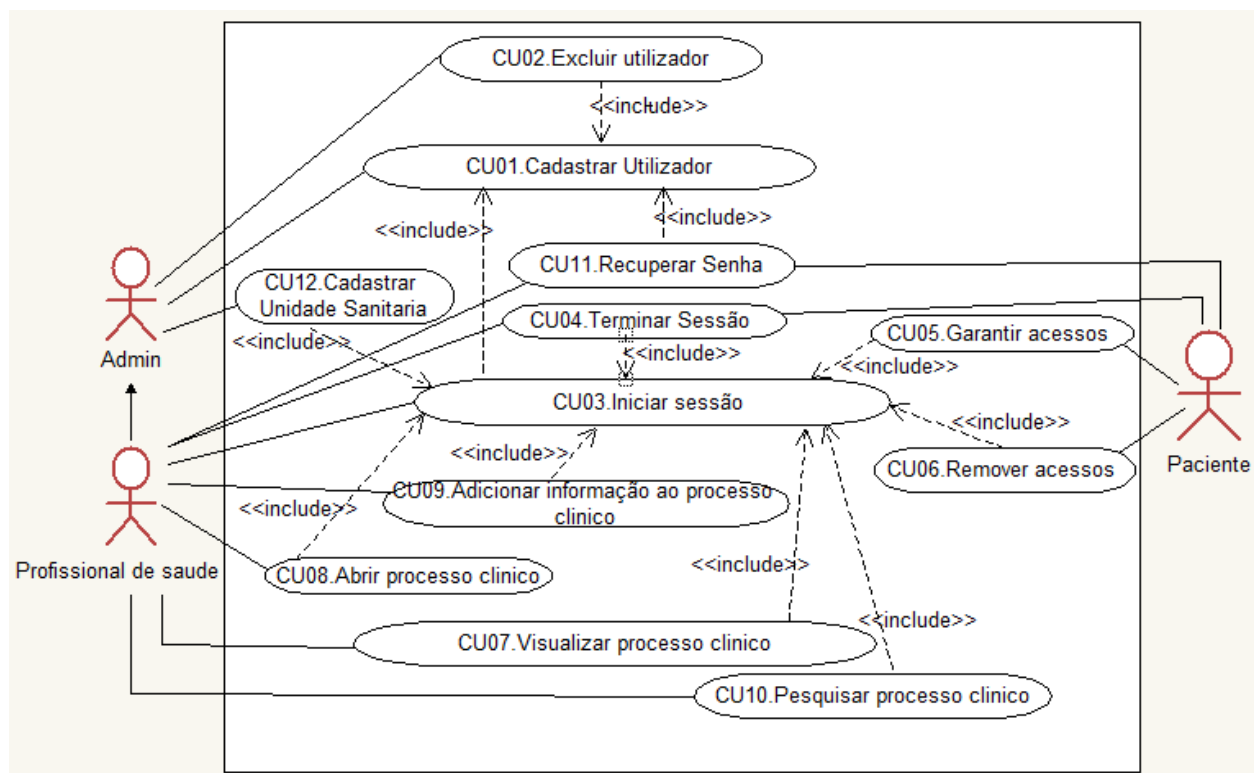 CU02.Excluir utilizador
<<include>>
CU01.Cadastrar Utilizador
<<include>>
<<include>>
CU11.Recuperar Senha
CU12.Cadastrar
Unidade Sanitaria
CU04.Terminar Sessão
CU05.Garantir acessos
<<include>>
<<include>>
<<include>>
Admin
CU03.Iniciar sessão
<<include>>
<<include>>
CU06.Remover acessos
Paciente
CU09.Adicionar informação ao processo
clinico
<<include>>
Profissional de saude
CU08.Abrir processo clinico
<<include>>
<<include>>
CU07.Visualizar processo clinico
CU10.Pesquisar processo clinico